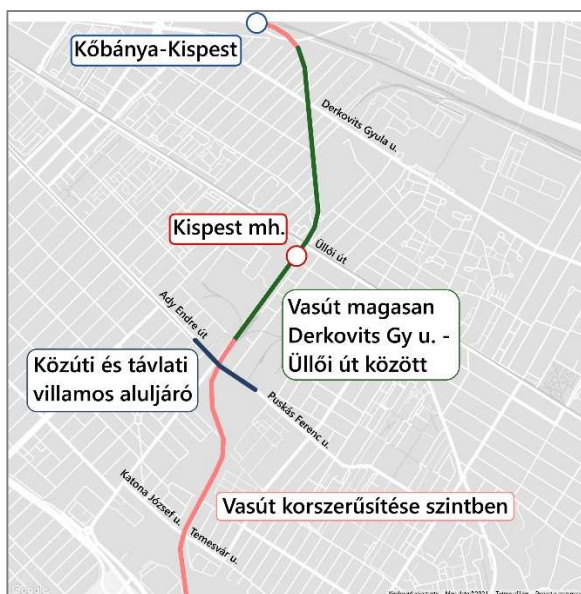 Kőbánya-Kispest
Derkovits Gyula u.
Kispest mh.
Üllői út
Vasút magasan
Derkovits Gy u. -
Üllői út között
Ady Endre út
Közúti és távlati
villamos aluljáró
Puskás Ferenc u.
Vasút korszerűsítése szintben
Katona József u.
Temesvár u.
Google